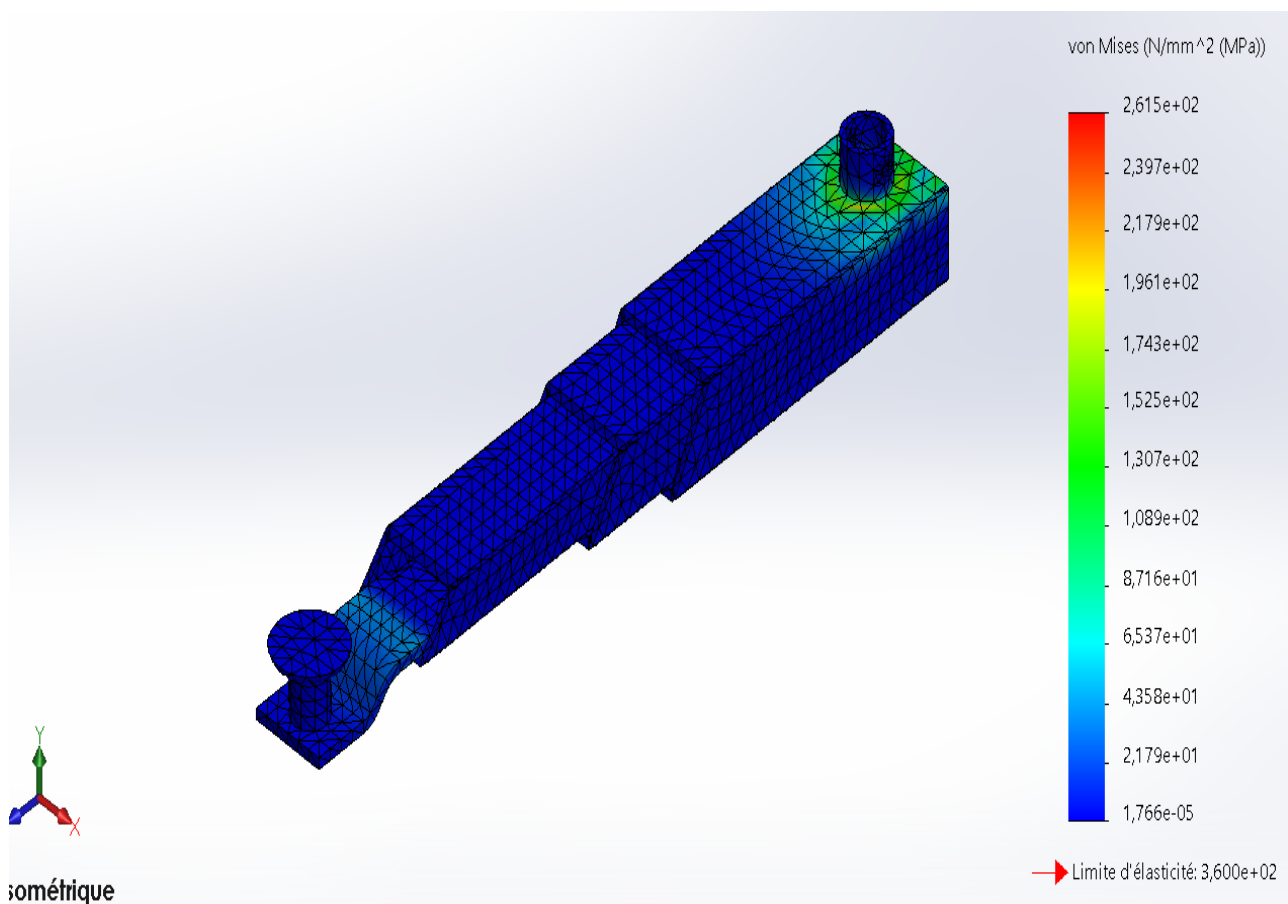 von Mises (N/mm^2 (MPa))
2,615e+02
2,397e+02
2,179e+02
1,961e+02
1,743e+02
1,525e+02
1,307e+02
1,089e+02
8,716e+01
6,537e+01
4,358e+01
2,179e+01
1,766e-05
Limite d'élasticité: 3,600e+02
Y
X
sométrique